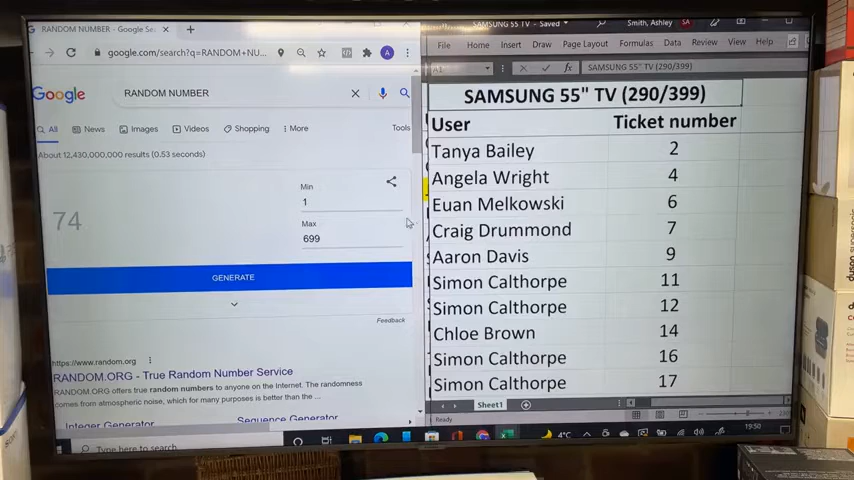 RANDOM NUMBER - Google Se
SAMSUNG 55 TV - Saved
Smith, Ashley
SA
google.com/search?q=RANDOM+NU...
A
File
Home
Insert
Draw
Page Layout
Formulas
Data
Review
View
Help
A1
fx
SAMSUNG 55" TV (290/399)
Google
RANDOM NUMBER
All
News
Images
Videos
Shopping
More
Tools
About 12,430,000,000 results (0.53 seconds)
74
Min
1
Max
699
GENERATE
Feedback
https://www.random.org
RANDOM.ORG - True Random Number Service
RANDOM.ORG offers true random numbers to anyone on the Internet. The randomness
comes from atmospheric noise, which for many purposes is better than the ...
Integer Generator
Sequence Generator
SAMSUNG 55" TV (290/399)
User Ticket number
Tanya Bailey 2
Angela Wright 4
Euan Melkowski 6
Craig Drummond 7
Aaron Davis 9
Simon Calthorpe 11
Simon Calthorpe 12
Chloe Brown 14
Simon Calthorpe 16
Simon Calthorpe 17
Sheet1
Ready
Type here to search
4°C
19:50